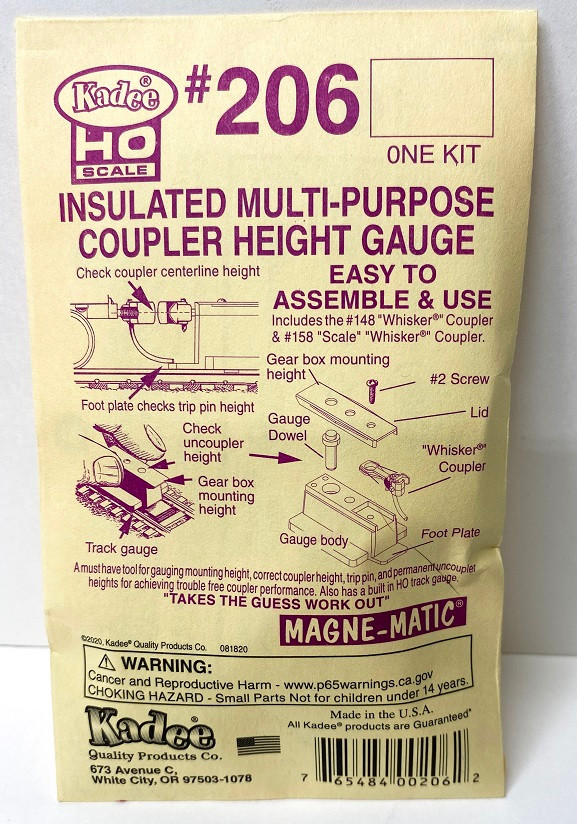 Kadee®
HO
SCALE
#206
ONE KIT
INSULATED MULTI-PURPOSE
COUPLER HEIGHT GAUGE
Check coupler centerline height
EASY TO
ASSEMBLE & USE
Includes the #148 "Whisker®" Coupler
& #158 "Scale" "Whisker®" Coupler.
Gear box mounting
height
#2 Screw
Foot plate checks trip pin height
Lid
Gauge
Dowel
Check
uncoupler
height
"Whisker®"
Coupler
Gear box
mounting
height
Track gauge
Gauge body
Foot Plate
A must have tool for gauging mounting height, correct coupler height, trip pin, and permanent uncoupler
heights for achieving trouble free coupler performance. Also has a built in HO track gauge.
"TAKES THE GUESS WORK OUT"
MAGNE-MATIC®
©2020, Kadee® Quality Products Co. 081820
⚠ WARNING:
Cancer and Reproductive Harm - www.p65warnings.ca.gov
CHOKING HAZARD - Small Parts Not for children under 14 years.
Kadee®
Quality Products Co.
673 Avenue C,
White City, OR 97503-1078
Made in the U.S.A.
All Kadee® products are Guaranteed*
7 65484 00206 2